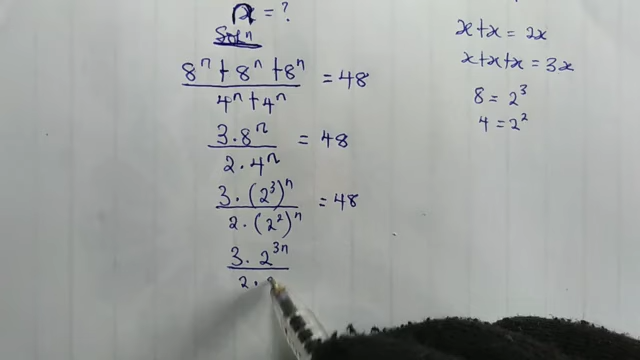 n = ?
Soln
8ⁿ + 8ⁿ + 8ⁿ / 4ⁿ + 4ⁿ = 48
3 · 8ⁿ / 2 · 4ⁿ = 48
3 · (2³)ⁿ / 2 · (2²)ⁿ = 48
3 · 2³ⁿ / 2 ·
x + x = 2x
x + x + x = 3x
8 = 2³
4 = 2²